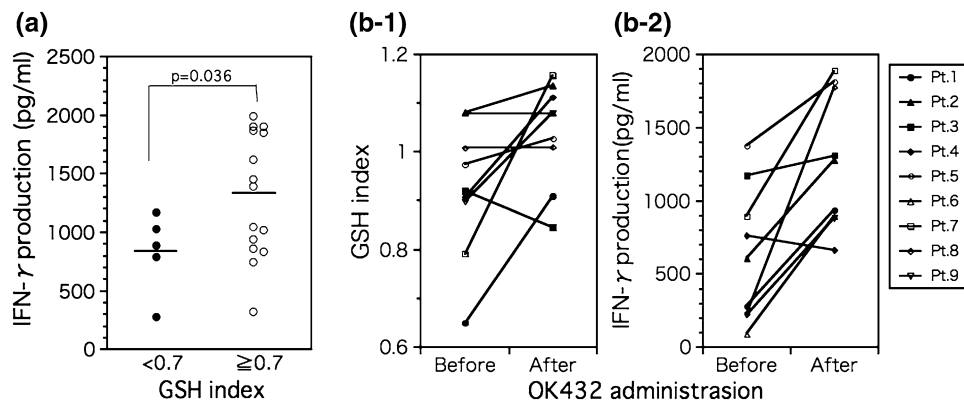 (a)
(b-1)
(b-2)
IFN-r production (pg/ml)
2500
2000
1500
1000
500
0
p=0.036
<0.7
≧0.7
GSH index
GSH index
1.2
1
0.8
0.6
Before
After
IFN-r production(pg/ml)
2000
1500
1000
500
0
Before
After
OK432 administrasion
Pt.1
Pt.2
Pt.3
Pt.4
Pt.5
Pt.6
Pt.7
Pt.8
Pt.9